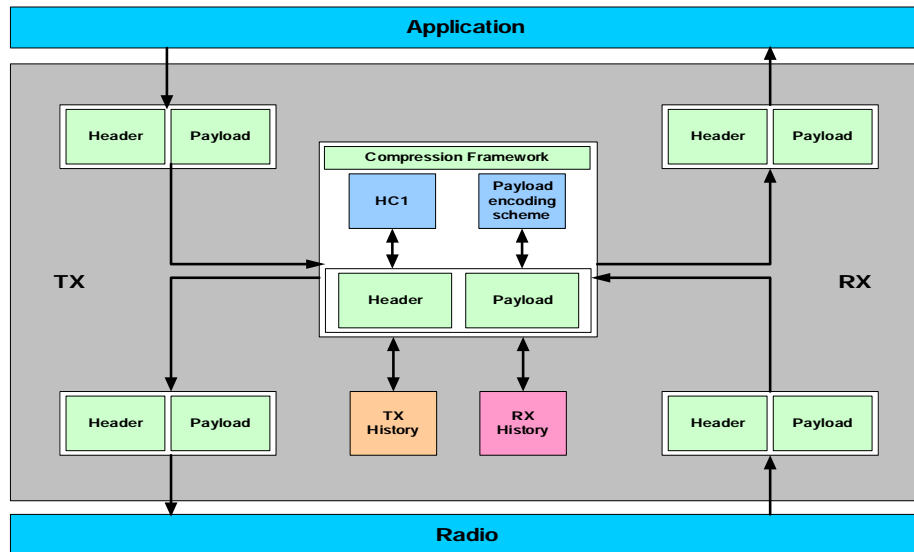 Application
Header
Payload
Header
Payload
Compression Framework
HC1
Payload
encoding
scheme
TX
RX
Header
Payload
Header
Payload
TX
History
RX
History
Header
Payload
Radio